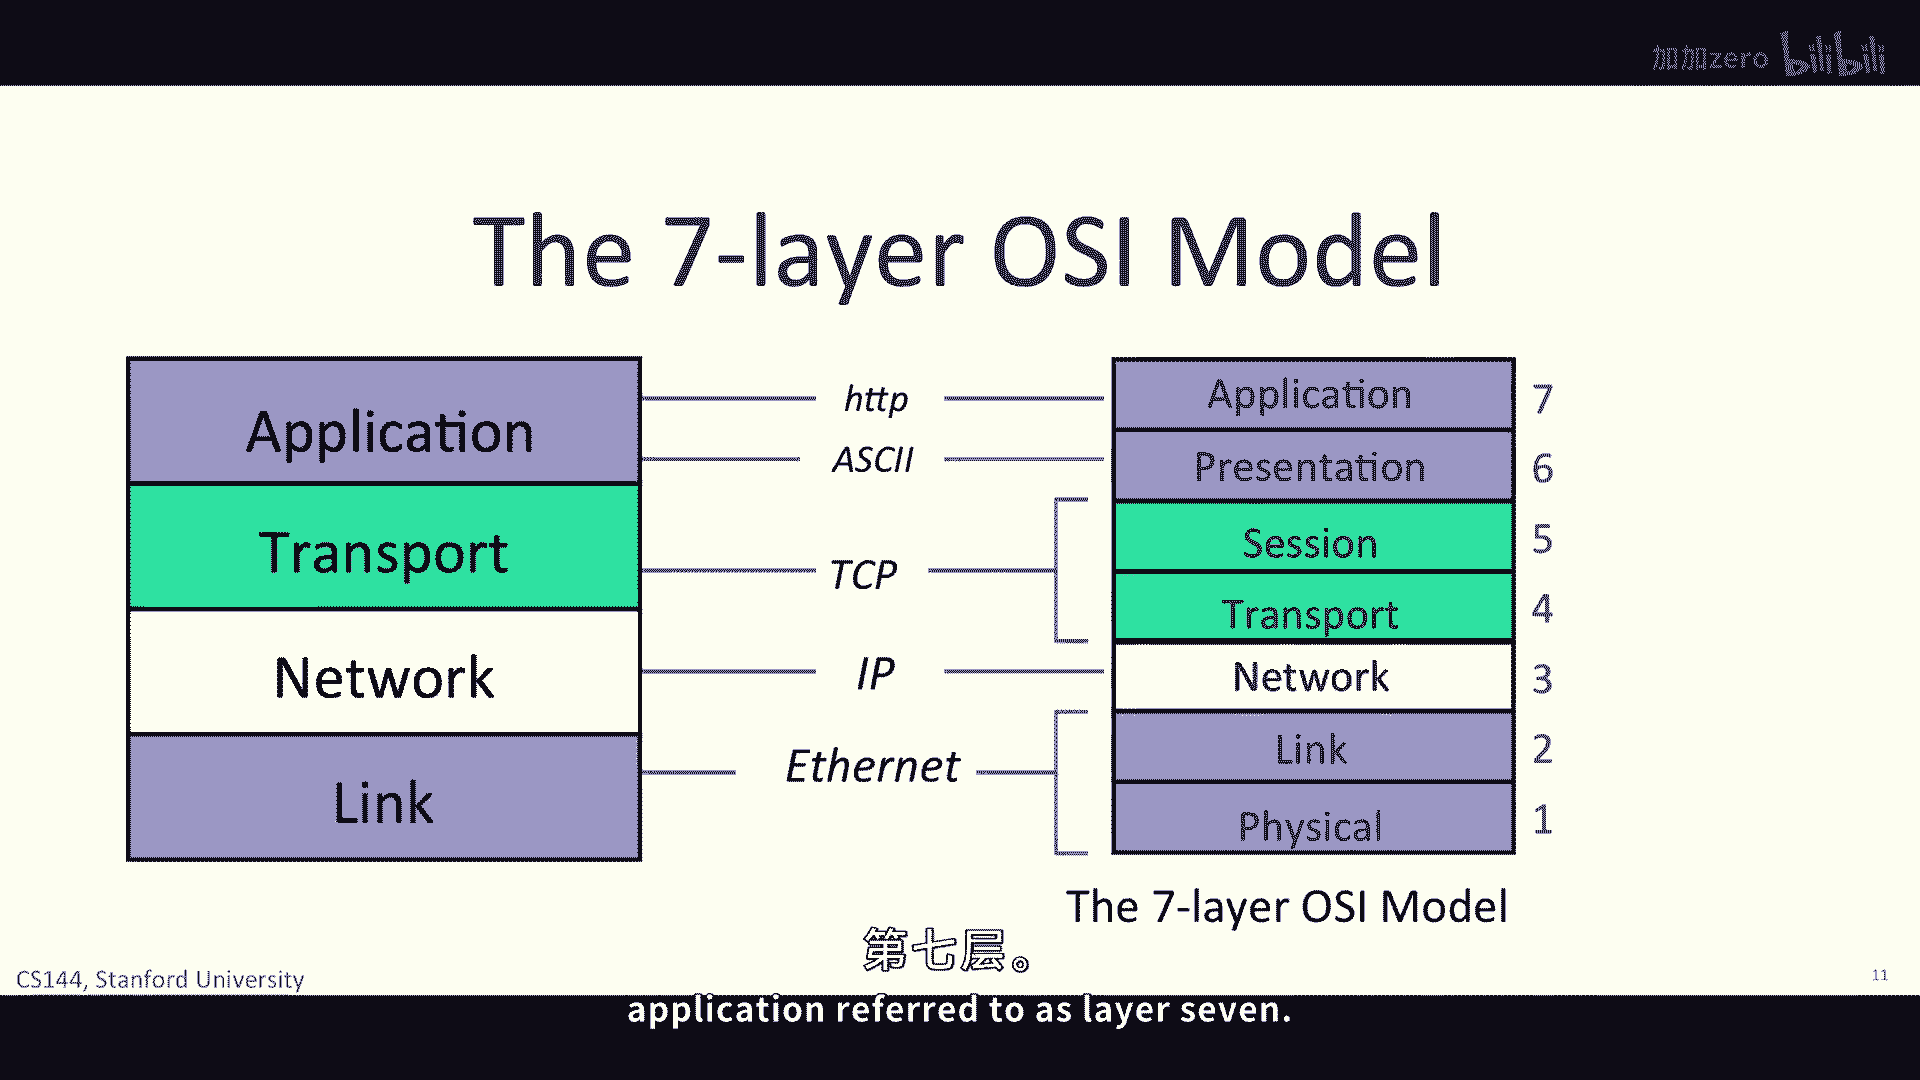 加加zero bilibili
The 7-layer OSI Model
Application
Transport
Network
Link
http
ASCII
TCP
IP
Ethernet
Application 7
Presentation 6
Session 5
Transport 4
Network 3
Link 2
Physical 1
The 7-layer OSI Model
第七层。
CS144, Stanford University
11
application referred to as layer seven.